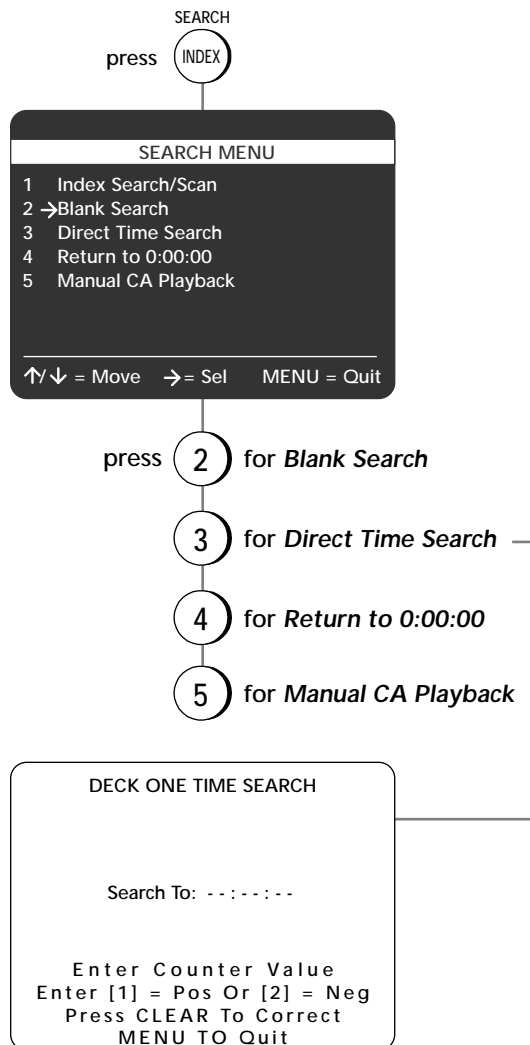 SEARCH
press INDEX
SEARCH MENU
1 Index Search/Scan
2 →Blank Search
3 Direct Time Search
4 Return to 0:00:00
5 Manual CA Playback
↑/↓ = Move →= Sel MENU = Quit
press 2 for Blank Search
3 for Direct Time Search
4 for Return to 0:00:00
5 for Manual CA Playback
DECK ONE TIME SEARCH
Search To: - - : - - : - -
Enter Counter Value
Enter [1] = Pos Or [2] = Neg
Press CLEAR To Correct
MENU TO Quit